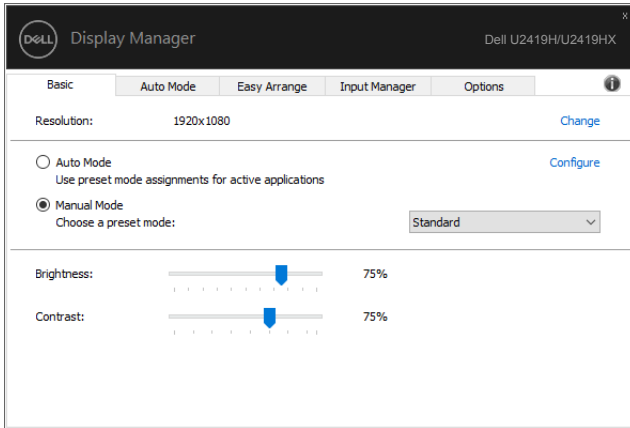 x
DELL Display Manager Dell U2419H/U2419HX
Basic Auto Mode Easy Arrange Input Manager Options i
Resolution: 1920x1080 Change
Auto Mode Configure
Use preset mode assignments for active applications
Manual Mode
Choose a preset mode: Standard
Brightness: 75%
Contrast: 75%